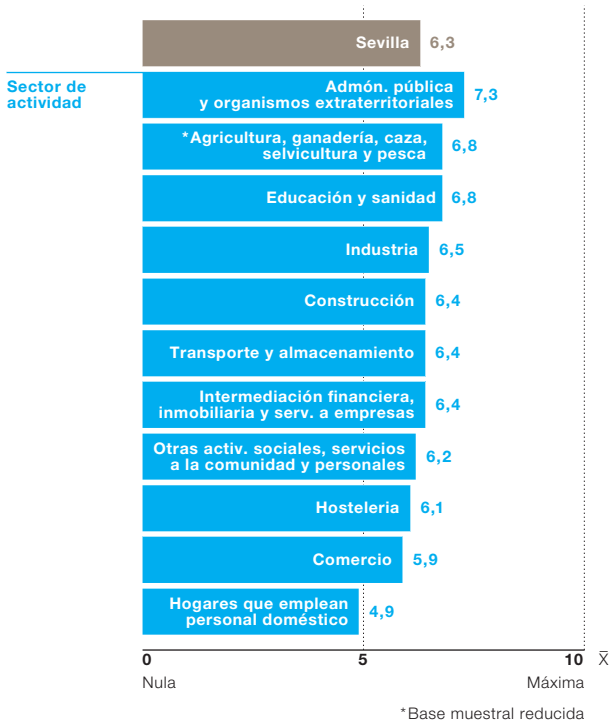 Sevilla 6,3
Sector de
actividad
Admón. pública
y organismos extraterritoriales 7,3
*Agricultura, ganadería, caza,
selvicultura y pesca 6,8
Educación y sanidad 6,8
Industria 6,5
Construcción 6,4
Transporte y almacenamiento 6,4
Intermediación financiera,
inmobiliaria y serv. a empresas 6,4
Otras activ. sociales, servicios
a la comunidad y personales 6,2
Hosteleria 6,1
Comercio 5,9
Hogares que emplean
personal doméstico 4,9
0 5 10 X̅
Nula Máxima
*Base muestral reducida